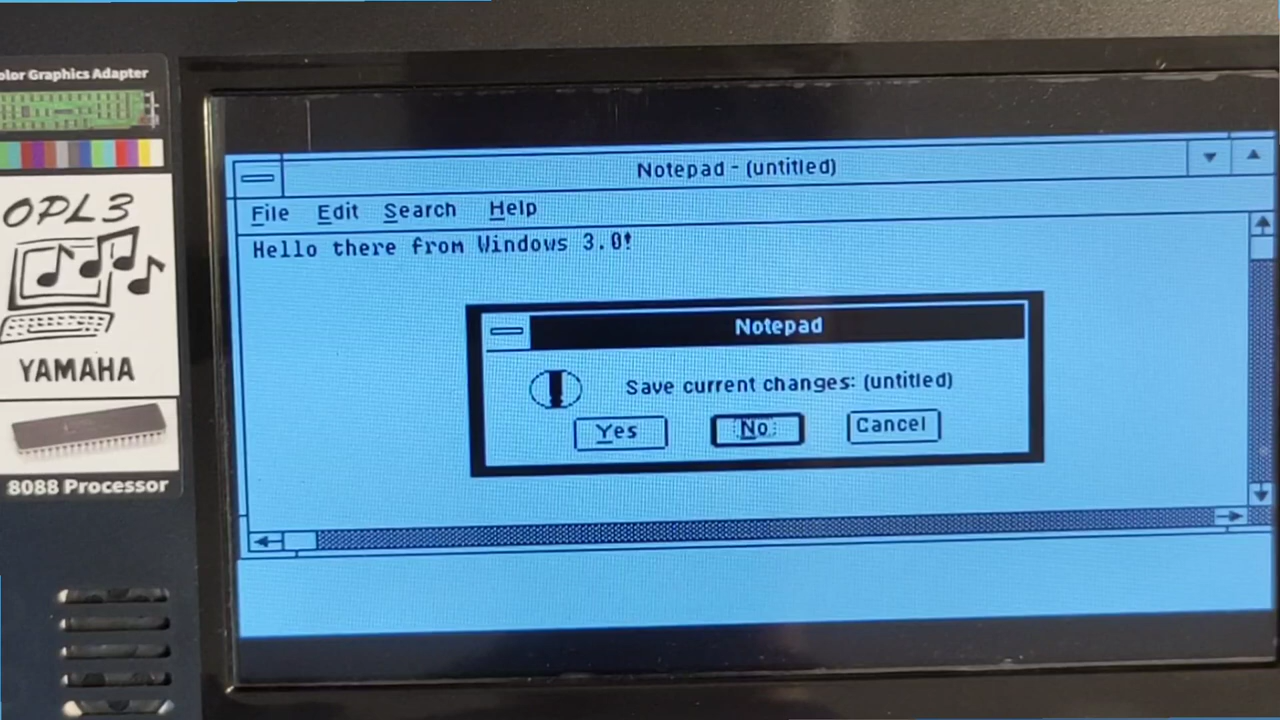 olor Graphics Adapter
OPL3
YAMAHA
8088 Processor
Notepad - (untitled)
File Edit Search Help
Hello there from Windows 3.0!
Notepad
Save current changes: (untitled)
Yes No Cancel